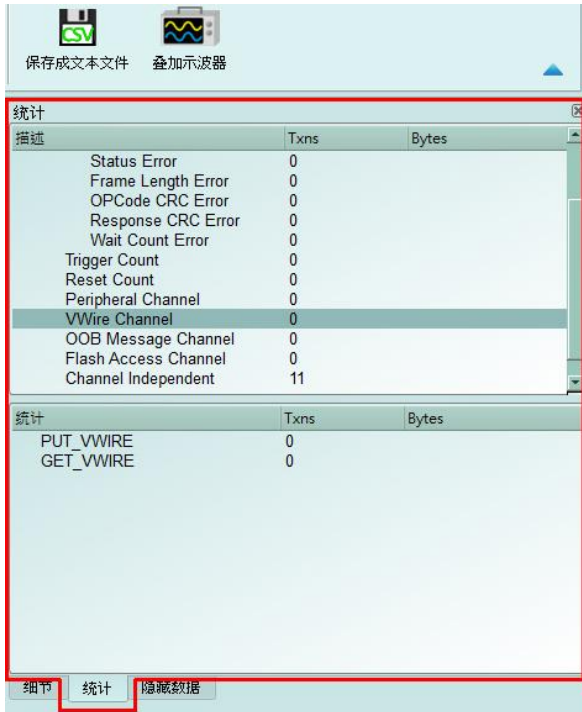 CSV
保存成文本文件 叠加示波器
统计
描述 Txns Bytes
Status Error 0
Frame Length Error 0
OPCode CRC Error 0
Response CRC Error 0
Wait Count Error 0
Trigger Count 0
Reset Count 0
Peripheral Channel 0
VWire Channel 0
OOB Message Channel 0
Flash Access Channel 0
Channel Independent 11
统计 Txns Bytes
PUT_VWIRE 0
GET_VWIRE 0
细节 统计 隐藏数据